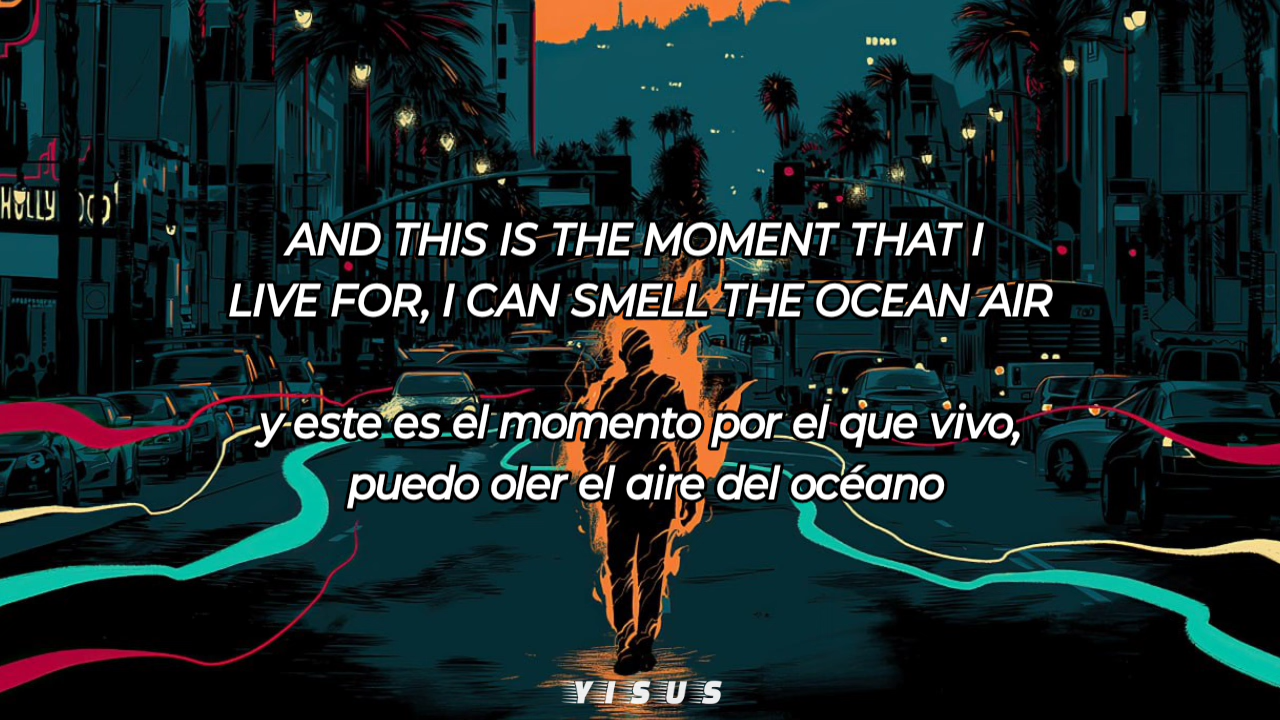 HOLLYWOOD
AND THIS IS THE MOMENT THAT I
LIVE FOR, I CAN SMELL THE OCEAN AIR
y este es el momento por el que vivo,
puedo oler el aire del océano
YISUS